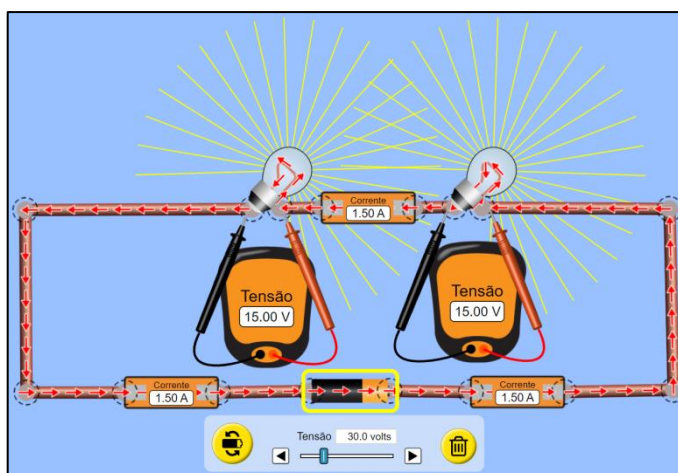 Corrente
1.50 A
Tensão
15.00 V
Tensão
15.00 V
Corrente
1.50 A
Corrente
1.50 A
Tensão 30.0 volts